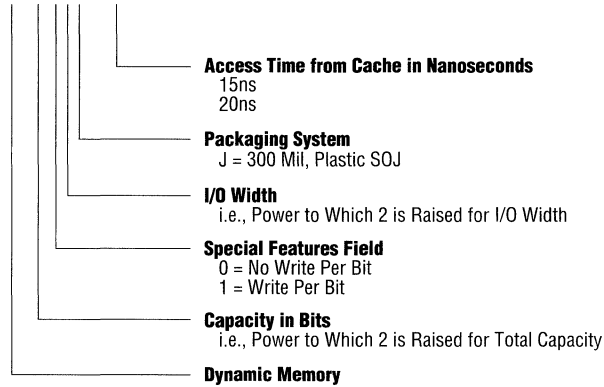 Access Time from Cache in Nanoseconds
15ns
20ns
Packaging System
J = 300 Mil, Plastic SOJ
I/O Width
i.e., Power to Which 2 is Raised for I/O Width
Special Features Field
0 = No Write Per Bit
1 = Write Per Bit
Capacity in Bits
i.e., Power to Which 2 is Raised for Total Capacity
Dynamic Memory